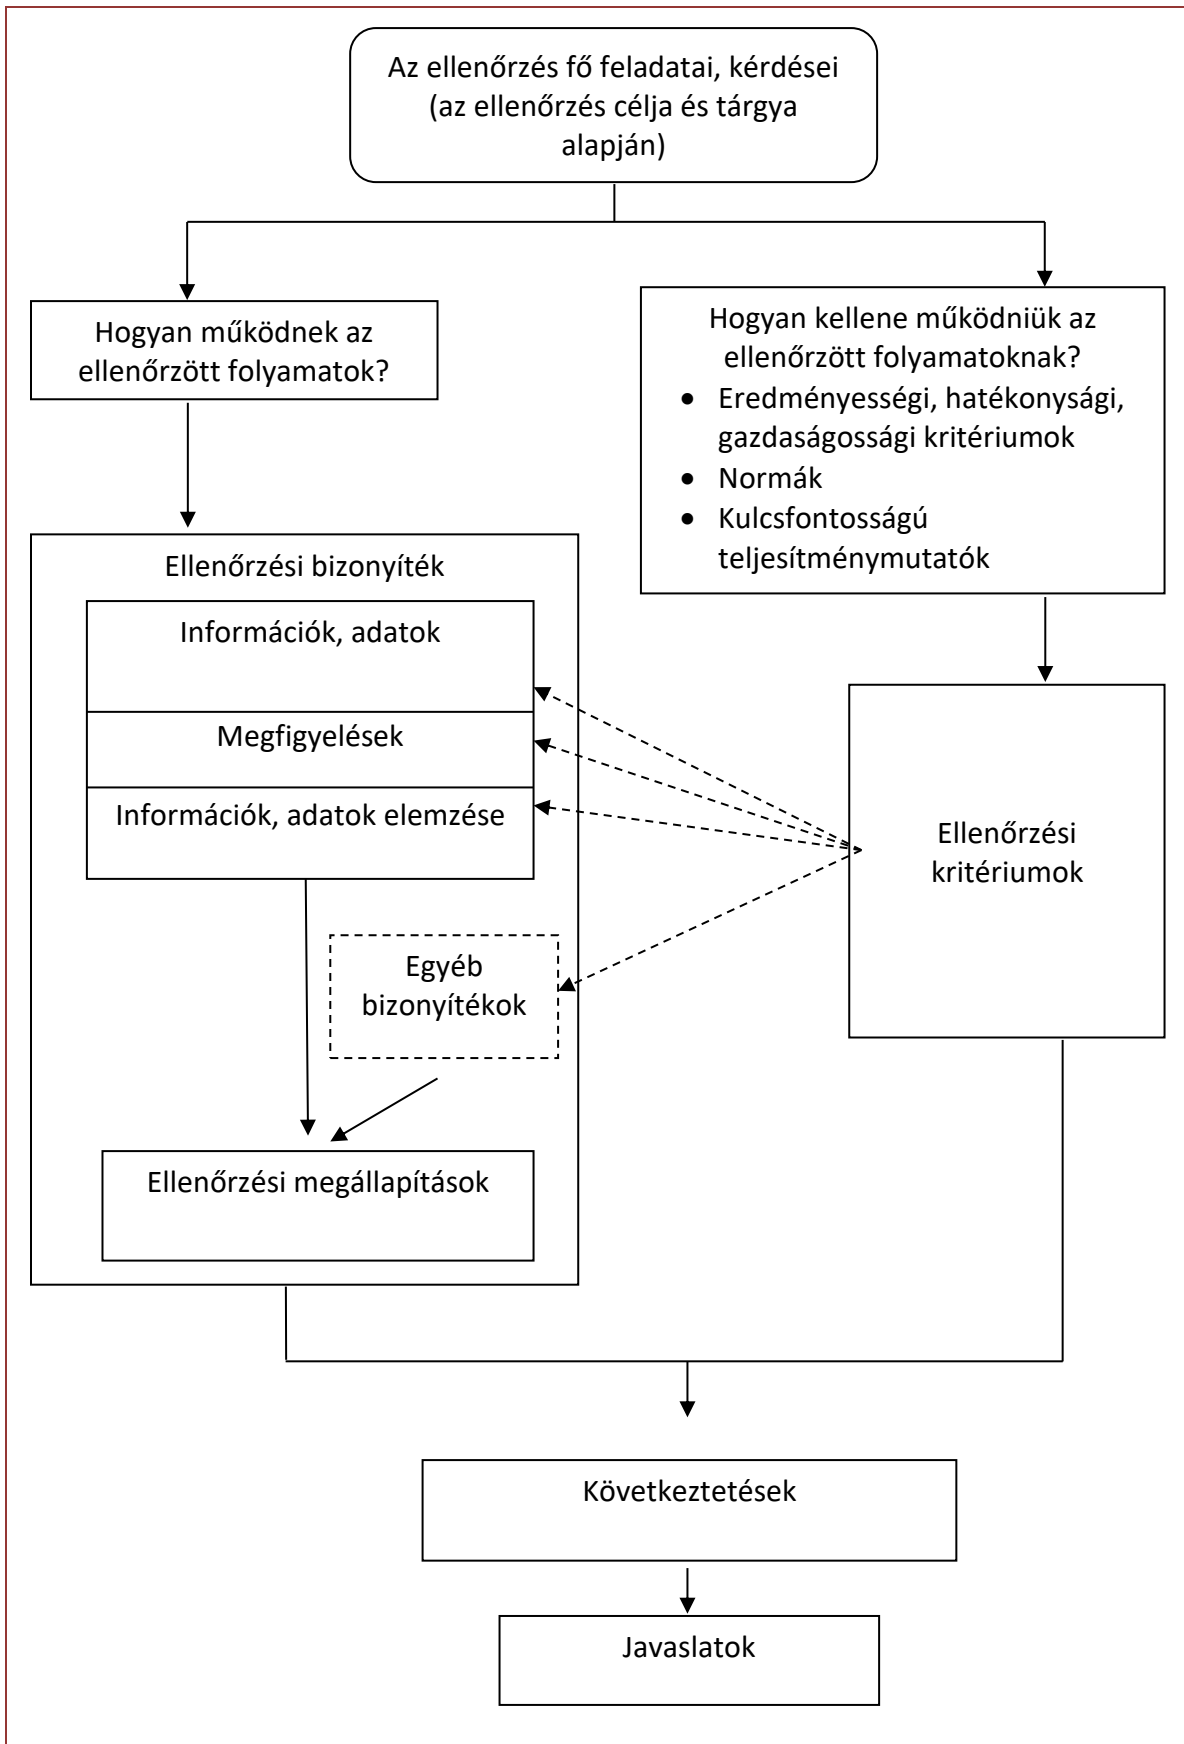 Az ellenőrzés fő feladatai, kérdései
(az ellenőrzés célja és tárgya
alapján)
Hogyan működnek az
ellenőrzött folyamatok?
Hogyan kellene működniük az
ellenőrzött folyamatoknak?
• Eredményességi, hatékonysági,
gazdaságossági kritériumok
• Normák
• Kulcsfontosságú
teljesítménymutatók
Ellenőrzési bizonyíték
Információk, adatok
Megfigyelések
Információk, adatok elemzése
Egyéb
bizonyítékok
Ellenőrzési megállapítások
Ellenőrzési
kritériumok
Következtetések
Javaslatok